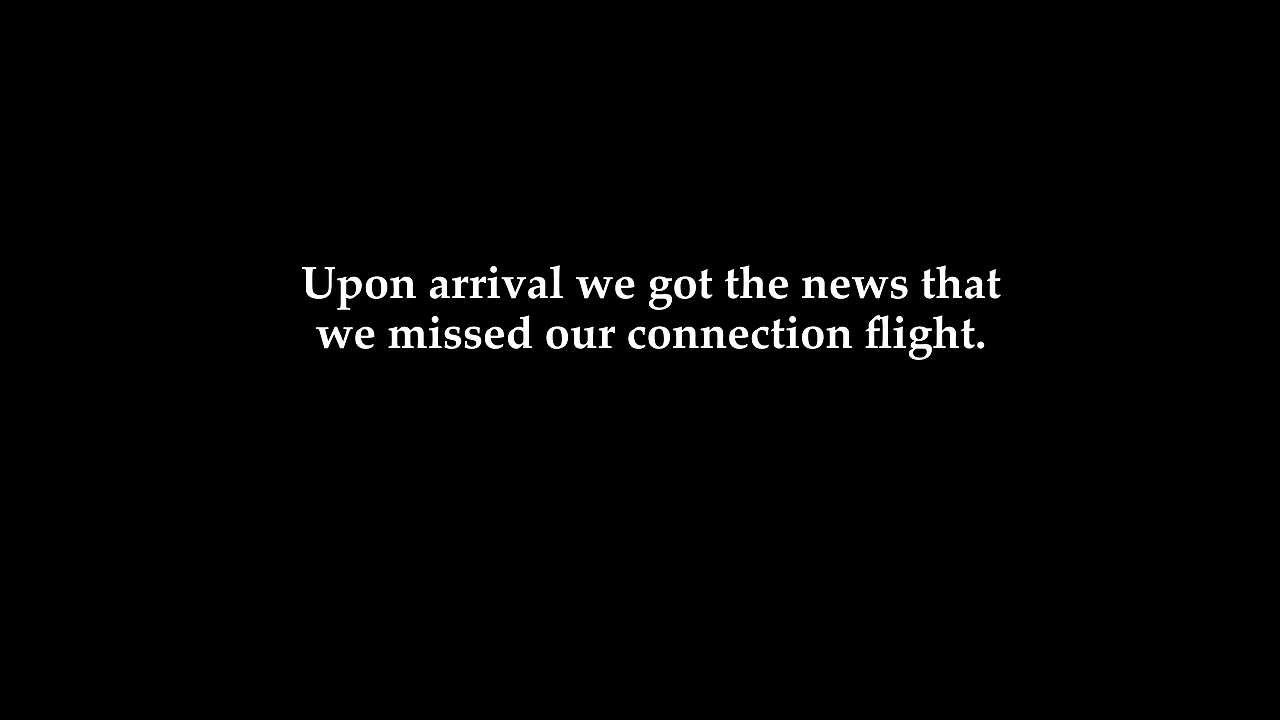 Upon arrival we got the news that
we missed our connection flight.